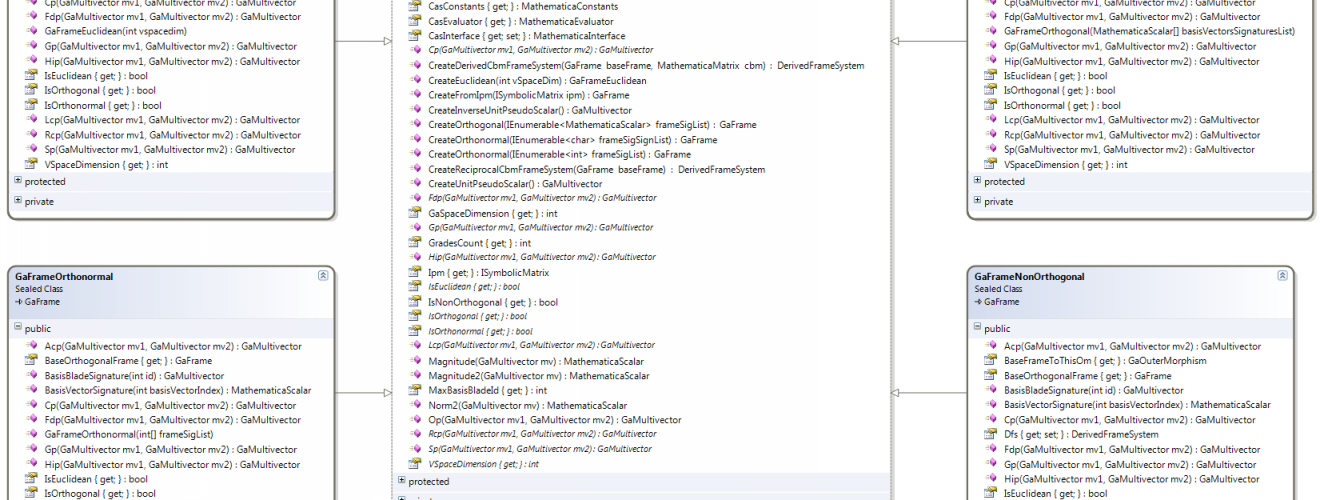 Cp(GaMultivector mv1, GaMultivector mv2) : GaMultivector
Fdp(GaMultivector mv1, GaMultivector mv2) : GaMultivector
GaFrameEuclidean(int vspacedim)
Gp(GaMultivector mv1, GaMultivector mv2) : GaMultivector
Hip(GaMultivector mv1, GaMultivector mv2) : GaMultivector
IsEuclidean { get; } : bool
IsOrthogonal { get; } : bool
IsOrthonormal { get; } : bool
Lcp(GaMultivector mv1, GaMultivector mv2) : GaMultivector
Rcp(GaMultivector mv1, GaMultivector mv2) : GaMultivector
Sp(GaMultivector mv1, GaMultivector mv2) : GaMultivector
VSpaceDimension { get; } : int
protected
private
GaFrameOrthonormal
Sealed Class
GaFrame
public
Acp(GaMultivector mv1, GaMultivector mv2) : GaMultivector
BaseOrthogonalFrame { get; } : GaFrame
BasisBladeSignature(int id) : GaMultivector
BasisVectorSignature(int basisVectorIndex) : MathematicaScalar
Cp(GaMultivector mv1, GaMultivector mv2) : GaMultivector
Fdp(GaMultivector mv1, GaMultivector mv2) : GaMultivector
GaFrameOrthonormal(int[] frameSigList)
Gp(GaMultivector mv1, GaMultivector mv2) : GaMultivector
Hip(GaMultivector mv1, GaMultivector mv2) : GaMultivector
IsEuclidean { get; } : bool
IsOrthogonal { get; } : bool
CasConstants { get; } : MathematicaConstants
CasEvaluator { get; } : MathematicaEvaluator
CasInterface { get; set; } : MathematicaInterface
Cp(GaMultivector mv1, GaMultivector mv2) : GaMultivector
CreateDerivedCbmFrameSystem(GaFrame baseFrame, MathematicaMatrix cbm) : DerivedFrameSystem
CreateEuclidean(int vSpaceDim) : GaFrameEuclidean
CreateFromIpm(ISymbolicMatrix ipm) : GaFrame
CreateInverseUnitPseudoScalar() : GaMultivector
CreateOrthogonal(IEnumerable<MathematicaScalar> frameSigList) : GaFrame
CreateOrthonormal(IEnumerable<char> frameSigSignList) : GaFrame
CreateOrthonormal(IEnumerable<int> frameSigList) : GaFrame
CreateReciprocalCbmFrameSystem(GaFrame baseFrame) : DerivedFrameSystem
CreateUnitPseudoScalar() : GaMultivector
Fdp(GaMultivector mv1, GaMultivector mv2) : GaMultivector
GaSpaceDimension { get; } : int
Gp(GaMultivector mv1, GaMultivector mv2) : GaMultivector
GradesCount { get; } : int
Hip(GaMultivector mv1, GaMultivector mv2) : GaMultivector
Ipm { get; } : ISymbolicMatrix
IsEuclidean { get; } : bool
IsNonOrthogonal { get; } : bool
IsOrthogonal { get; } : bool
IsOrthonormal { get; } : bool
Lcp(GaMultivector mv1, GaMultivector mv2) : GaMultivector
Magnitude(GaMultivector mv) : MathematicaScalar
Magnitude2(GaMultivector mv) : MathematicaScalar
MaxBasisBladeId { get; } : int
Norm2(GaMultivector mv) : MathematicaScalar
Op(GaMultivector mv1, GaMultivector mv2) : GaMultivector
Rcp(GaMultivector mv1, GaMultivector mv2) : GaMultivector
Sp(GaMultivector mv1, GaMultivector mv2) : GaMultivector
VSpaceDimension { get; } : int
protected
Cp(GaMultivector mv1, GaMultivector mv2) : GaMultivector
Fdp(GaMultivector mv1, GaMultivector mv2) : GaMultivector
GaFrameOrthogonal(MathematicaScalar[] basisVectorsSignaturesList)
Gp(GaMultivector mv1, GaMultivector mv2) : GaMultivector
Hip(GaMultivector mv1, GaMultivector mv2) : GaMultivector
IsEuclidean { get; } : bool
IsOrthogonal { get; } : bool
IsOrthonormal { get; } : bool
Lcp(GaMultivector mv1, GaMultivector mv2) : GaMultivector
Rcp(GaMultivector mv1, GaMultivector mv2) : GaMultivector
Sp(GaMultivector mv1, GaMultivector mv2) : GaMultivector
VSpaceDimension { get; } : int
protected
private
GaFrameNonOrthogonal
Sealed Class
GaFrame
public
Acp(GaMultivector mv1, GaMultivector mv2) : GaMultivector
BaseFrameToThisOm { get; } : GaOuterMorphism
BaseOrthogonalFrame { get; } : GaFrame
BasisBladeSignature(int id) : GaMultivector
BasisVectorSignature(int basisVectorIndex) : MathematicaScalar
Cp(GaMultivector mv1, GaMultivector mv2) : GaMultivector
Dfs { get; set; } : DerivedFrameSystem
Fdp(GaMultivector mv1, GaMultivector mv2) : GaMultivector
Gp(GaMultivector mv1, GaMultivector mv2) : GaMultivector
Hip(GaMultivector mv1, GaMultivector mv2) : GaMultivector
IsEuclidean { get; } : bool